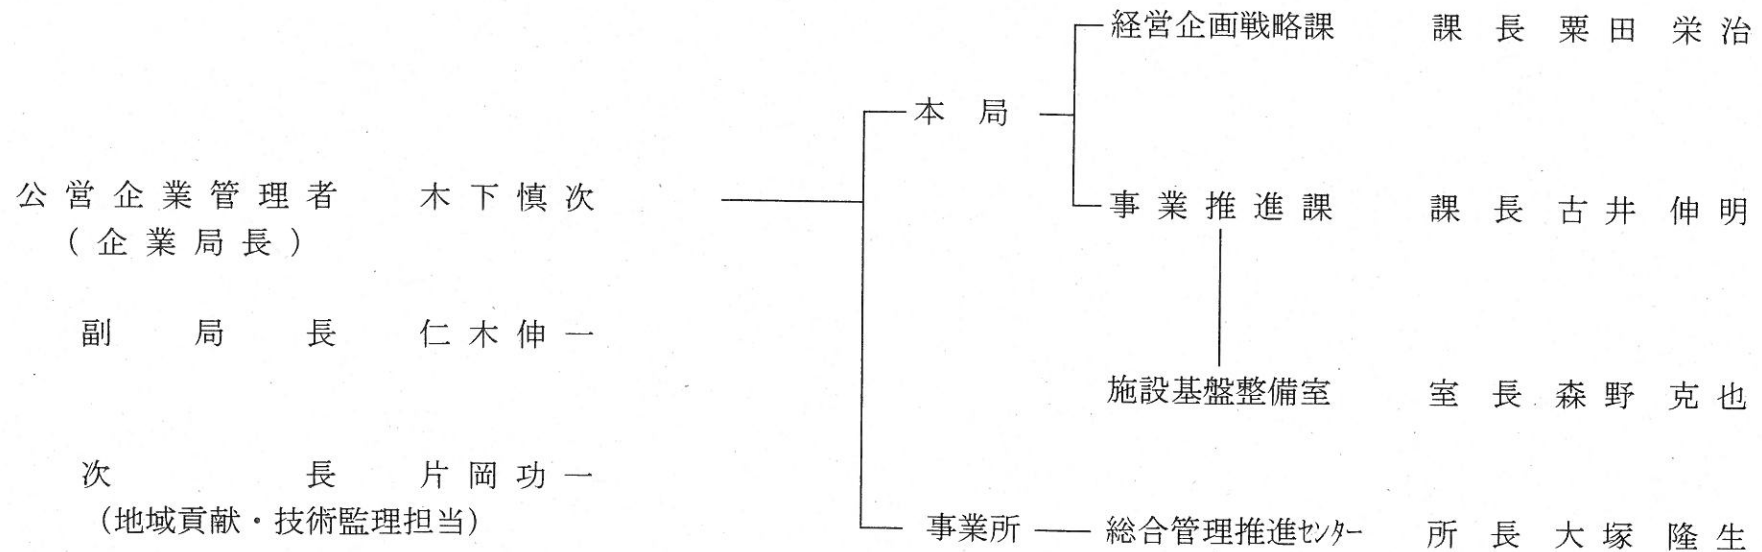 経営企画戦略課 課長 粟田 栄治
本局
公営企業管理者 木下慎次
(企業局長)
事業推進課 課長 古井 伸明
副局長 仁木伸一
施設基盤整備室 室長 森野 克也
次長 片岡功一
(地域貢献・技術監理担当)
事業所 総合管理推進センター 所長 大塚 隆生